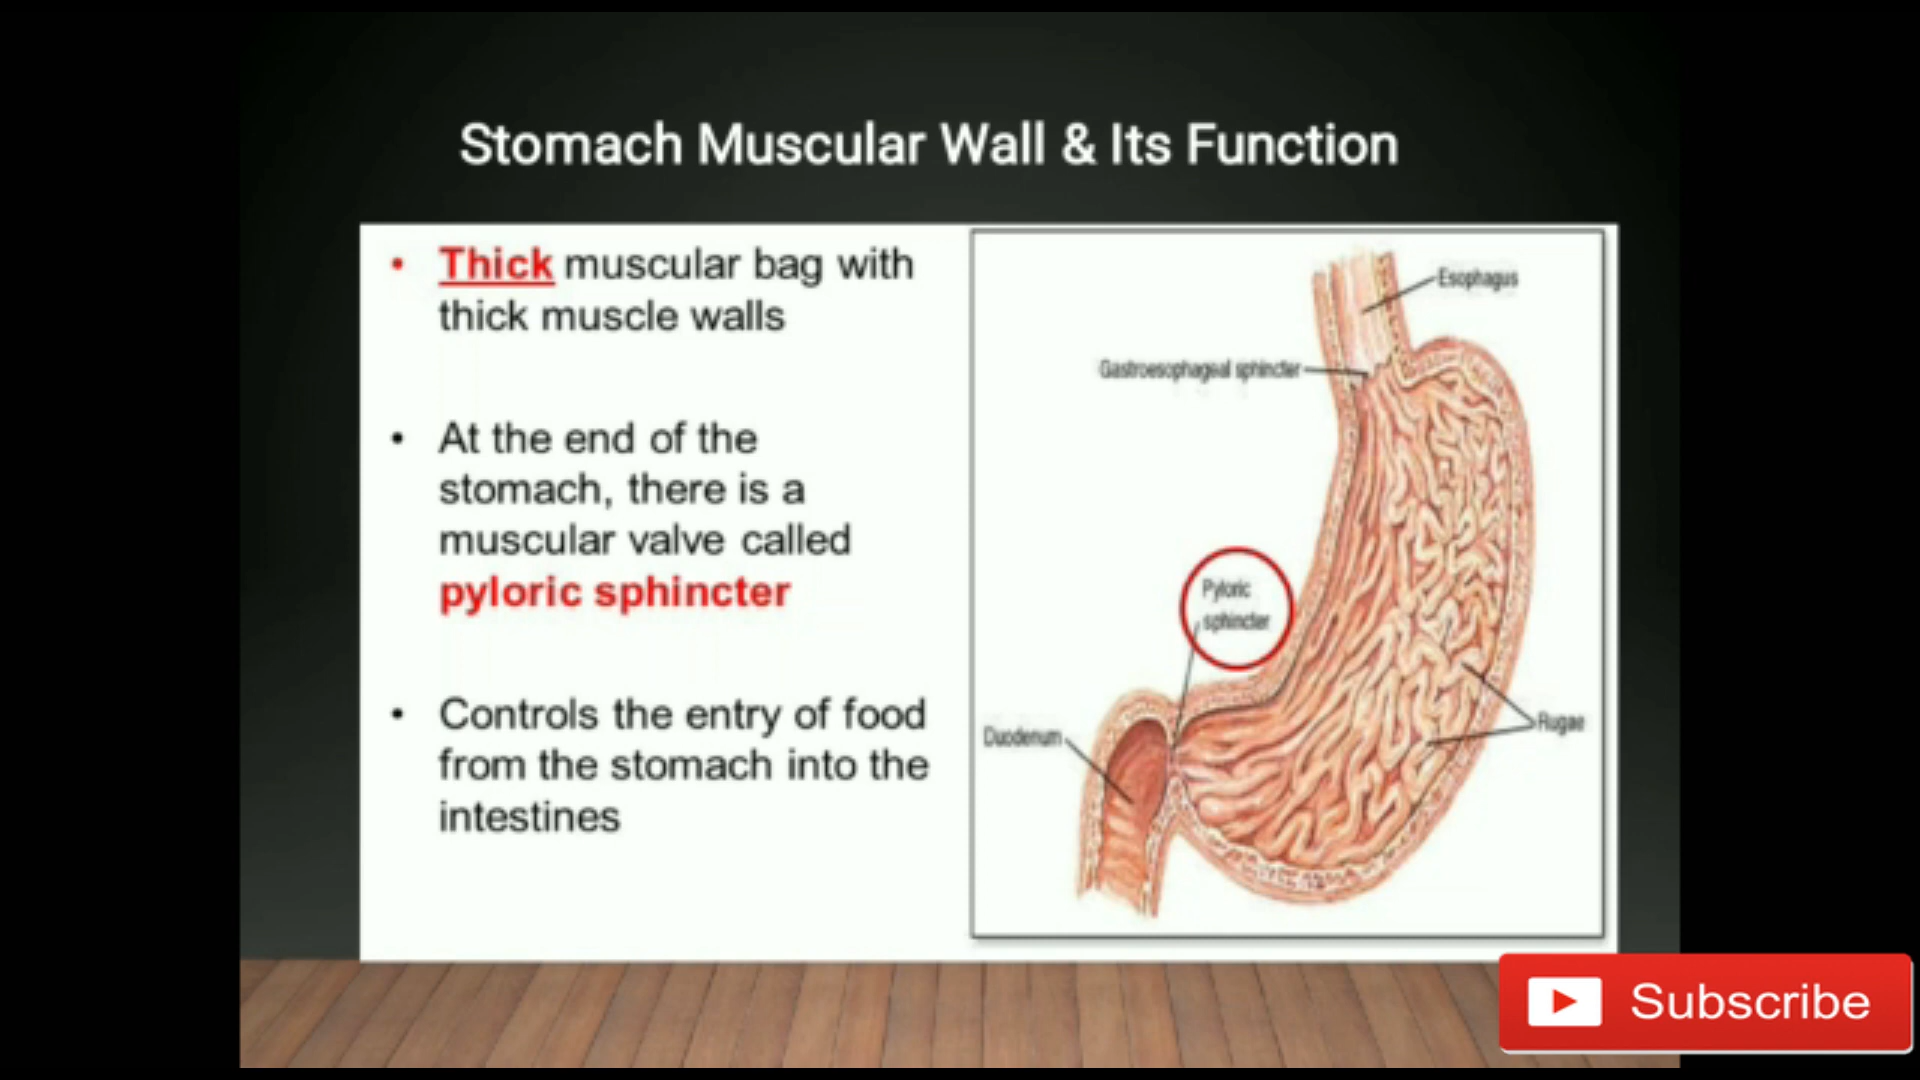 Stomach Muscular Wall & Its Function
• Thick muscular bag with
thick muscle walls
• At the end of the
stomach, there is a
muscular valve called
pyloric sphincter
• Controls the entry of food
from the stomach into the
intestines
Esophagus
Gastroesophageal sphincter
Pyloric
sphincter
Duodenum
Rugae
Subscribe